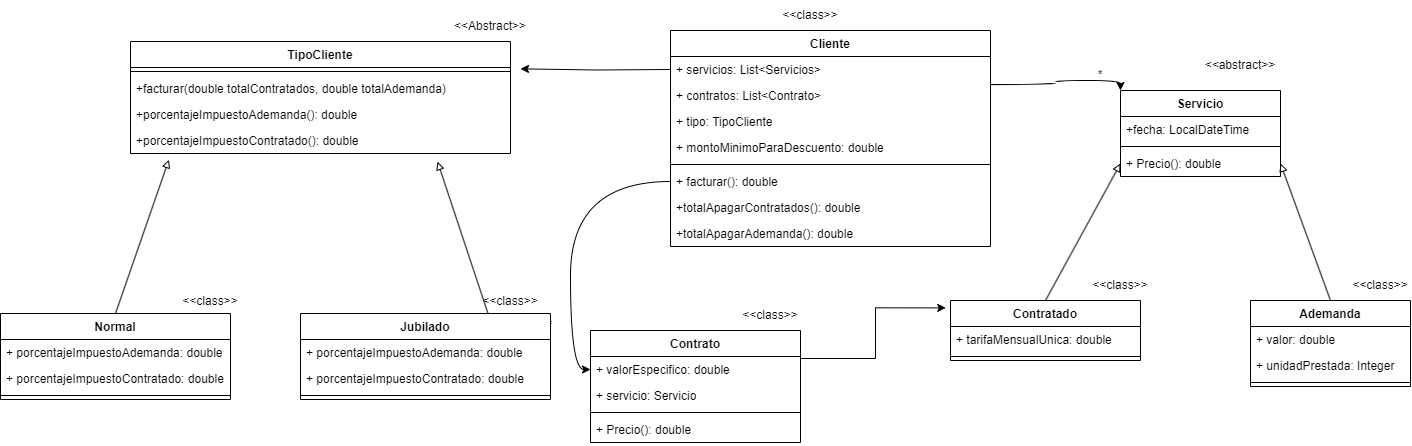 <<Abstract>>
TipoCliente
+facturar(double totalContratados, double totalAdemanda)
+porcentajeImpuestoAdemanda(): double
+porcentajeImpuestoContratado(): double
<<class>>
Cliente
+ servicios: List<Servicios>
+ contratos: List<Contrato>
+ tipo: TipoCliente
+ montoMinimoParaDescuento: double
+ facturar(): double
+totalApagarContratados(): double
+totalApagarAdemanda(): double
*
<<abstract>>
Servicio
+fecha: LocalDateTime
+ Precio(): double
<<class>>
Normal
+ porcentajeImpuestoAdemanda: double
+ porcentajeImpuestoContratado: double
<<class>>
Jubilado
+ porcentajeImpuestoAdemanda: double
+ porcentajeImpuestoContratado: double
<<class>>
Contrato
+ valorEspecifico: double
+ servicio: Servicio
+ Precio(): double
<<class>>
Contratado
+ tarifaMensualUnica: double
<<class>>
Ademanda
+ valor: double
+ unidadPrestada: Integer